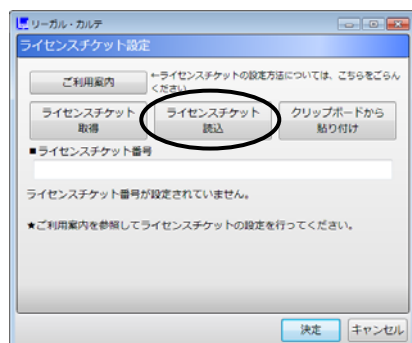 リーガル・カルテ
ライセンスチケット設定
ご利用案内
←ライセンスチケットの設定方法については、こちらをごらん
ください
ライセンスチケット
取得
ライセンスチケット
読込
クリップボードから
貼り付け
■ライセンスチケット番号
ライセンスチケット番号が設定されていません。
★ご利用案内を参照してライセンスチケットの設定を行ってください。
決定
キャンセル